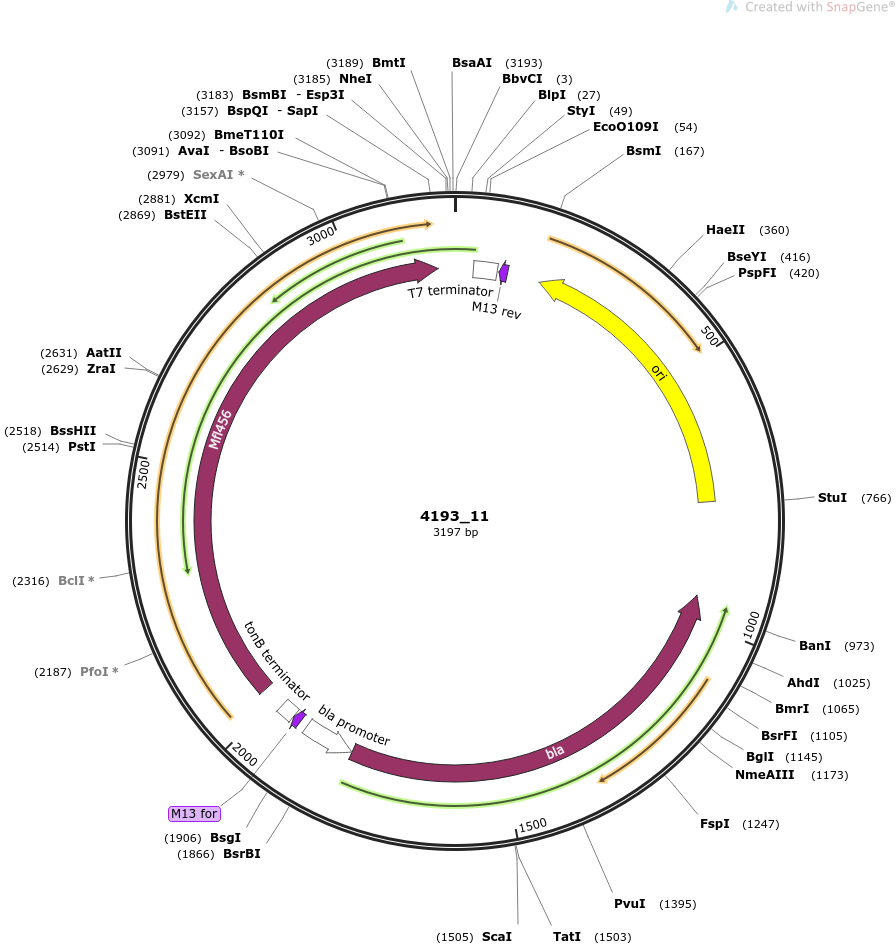 Created with SnapGene®
(3189) BmtI
(3185) NheI
(3183) BsmBI - Esp3I
(3157) BspQI - SapI
(3092) BmeT110I
(3091) AvaI - BsoBI
(2979) SexAI *
(2881) XcmI
(2869) BstEII
(2631) AatII
(2629) ZraI
(2518) BssHII
(2514) PstI
(2316) BclI *
(2187) PfoI *
BsaAI (3193)
BbvCI (3)
BlpI (27)
StyI (49)
EcoO109I (54)
BsmI (167)
HaeII (360)
BseYI (416)
PspFI (420)
StuI (766)
BanI (973)
AhdI (1025)
BmrI (1065)
BsrFI (1105)
BglI (1145)
NmeAIII (1173)
FspI (1247)
PvuI (1395)
TatI (1503)
(1505) ScaI
(1866) BsrBI
(1906) BsgI
M13 for
500
1000
1500
2000
2500
3000
T7 terminator
M13 rev
ori
Mfl456
tonB terminator
bla promoter
bla
4193_11
3197 bp